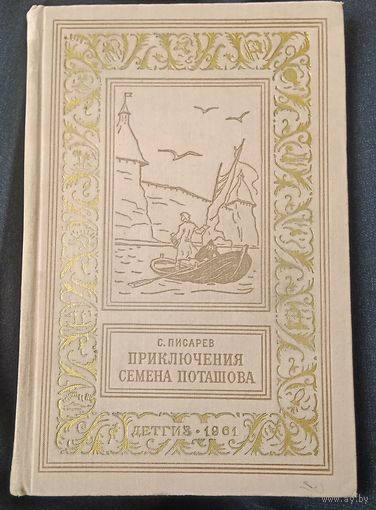 С. ПИСАРЕВ
ПРИКЛЮЧЕНИЯ
СЕМЕНА ПОТАШОВА
ДЕТГИЗ · 1961
www.ay.by